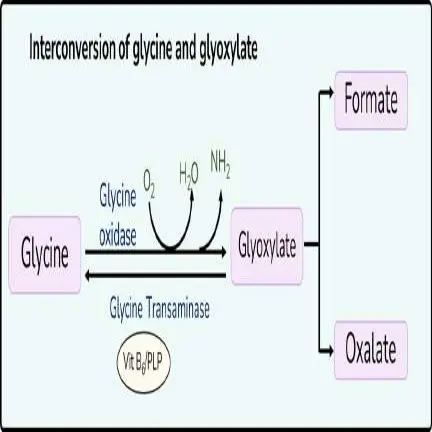 Interconversion of glycine and glyoxylate
Formate
O₂
H₂O
NH₂
Glycine
oxidase
Glycine
Glyoxylate
Glycine Transaminase
Vit B₆/PLP
Oxalate